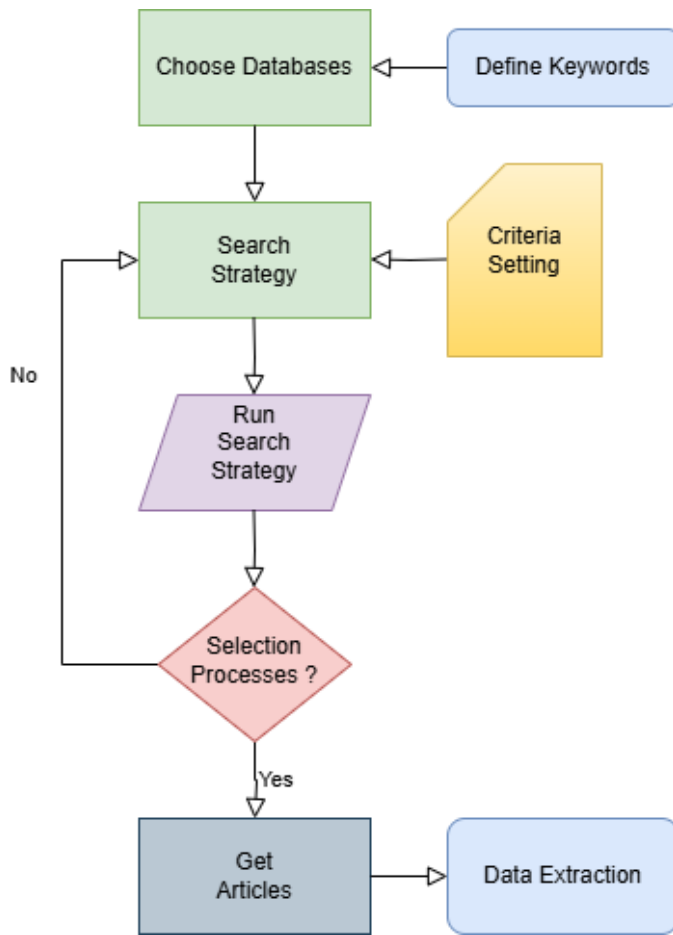 Choose Databases
Define Keywords
Search
Strategy
Criteria
Setting
No
Run
Search
Strategy
Selection
Processes ?
Yes
Get
Articles
Data Extraction